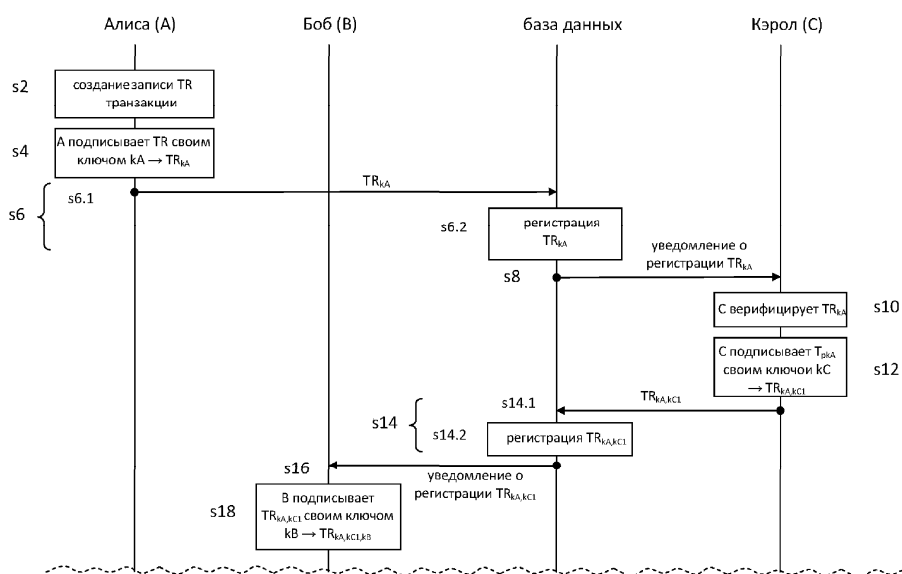 Алиса (A)
Боб (B)
база данных
Кэрол (C)
s2
создание записи TR
транзакции
s4
А подписывает TR своим
ключом kA → TRkA
s6
s6.1
TRkA
s6.2
регистрация
TRkA
уведомление о
регистрации TRkA
s8
С верифицирует TRkA
s10
С подписывает TpkA
своим ключои kC
→ TRkA,kC1
s12
TRkA,kC1
s14.1
s14
s14.2
регистрация TRkA,kC1
s16
уведомление о
регистрации TRkA,kC1
s18
В подписывает
TRkA,kC1 своим ключом
kB → TRkA,kC1,kB